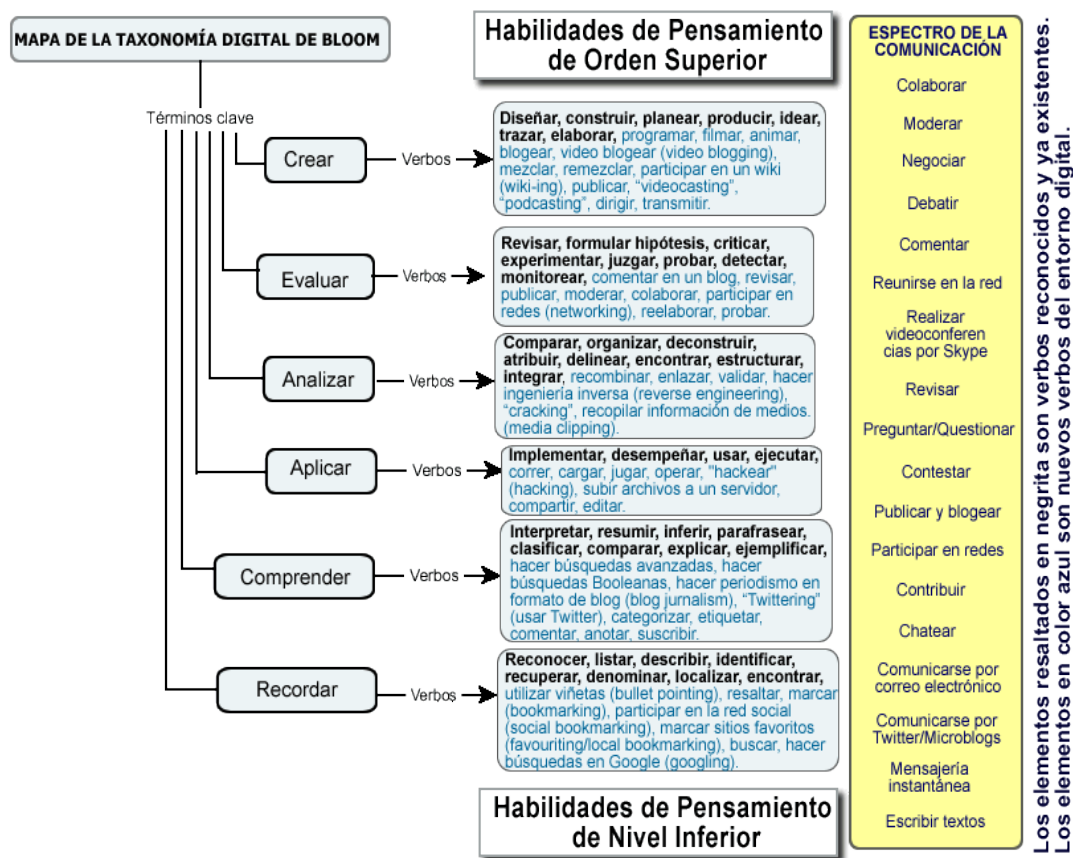 MAPA DE LA TAXONOMÍA DIGITAL DE BLOOM
Habilidades de Pensamiento
de Orden Superior
Términos clave
Crear
Verbos
Diseñar, construir, planear, producir, idear,
trazar, elaborar, programar, filmar, animar,
blogear, video blogear (video blogging),
mezclar, remezclar, participar en un wiki
(wiki-ing), publicar, “videocasting”,
“podcasting”, dirigir, transmitir.
Evaluar
Verbos
Revisar, formular hipótesis, criticar,
experimentar, juzgar, probar, detectar,
monitorear, comentar en un blog, revisar,
publicar, moderar, colaborar, participar en
redes (networking), reelaborar, probar.
Analizar
Verbos
Comparar, organizar, deconstruir,
atribuir, delinear, encontrar, estructurar,
integrar, recombinar, enlazar, validar, hacer
ingeniería inversa (reverse engineering),
“cracking”, recopilar información de medios.
(media clipping).
Aplicar
Verbos
Implementar, desempeñar, usar, ejecutar,
correr, cargar, jugar, operar, "hackear"
(hacking), subir archivos a un servidor,
compartir, editar.
Comprender
Verbos
Interpretar, resumir, inferir, parafrasear,
clasificar, comparar, explicar, ejemplificar,
hacer búsquedas avanzadas, hacer
búsquedas Booleanas, hacer periodismo en
formato de blog (blog jurnalism), “Twittering”
(usar Twitter), categorizar, etiquetar,
comentar, anotar, suscribir.
Recordar
Verbos
Reconocer, listar, describir, identificar,
recuperar, denominar, localizar, encontrar,
utilizar viñetas (bullet pointing), resaltar, marcar
(bookmarking), participar en la red social
(social bookmarking), marcar sitios favoritos
(favouriting/local bookmarking), buscar, hacer
búsquedas en Google (googling).
Habilidades de Pensamiento
de Nivel Inferior
ESPECTRO DE LA
COMUNICACIÓN
Colaborar
Moderar
Negociar
Debatir
Comentar
Reunirse en la red
Realizar
videoconferen
cias por Skype
Revisar
Preguntar/Questionar
Contestar
Publicar y blogear
Participar en redes
Contribuir
Chatear
Comunicarse por
correo electrónico
Comunicarse por
Twitter/Microblogs
Mensajería
instantánea
Escribir textos
Los elementos resaltados en negrita son verbos reconocidos y ya existentes.
Los elementos en color azul son nuevos verbos del entorno digital.